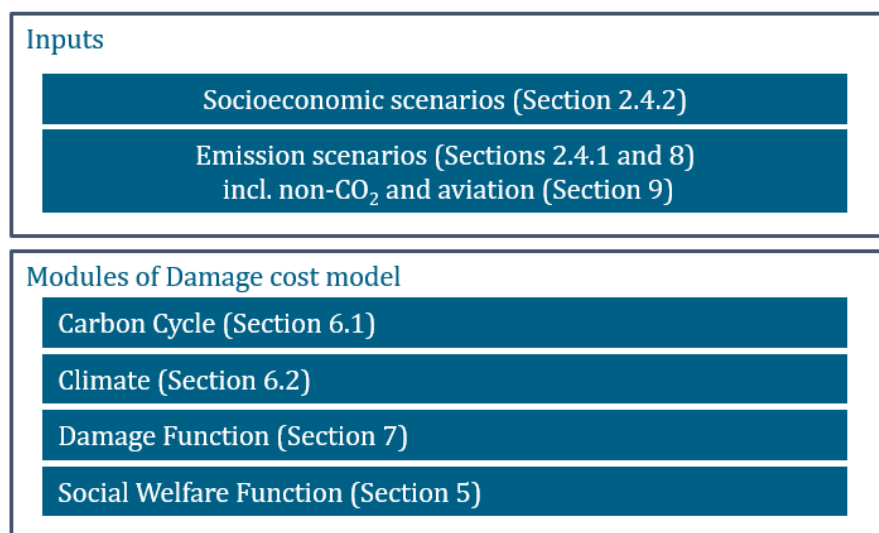 Inputs
Socioeconomic scenarios (Section 2.4.2)
Emission scenarios (Sections 2.4.1 and 8)
incl. non-CO₂ and aviation (Section 9)
Modules of Damage cost model
Carbon Cycle (Section 6.1)
Climate (Section 6.2)
Damage Function (Section 7)
Social Welfare Function (Section 5)